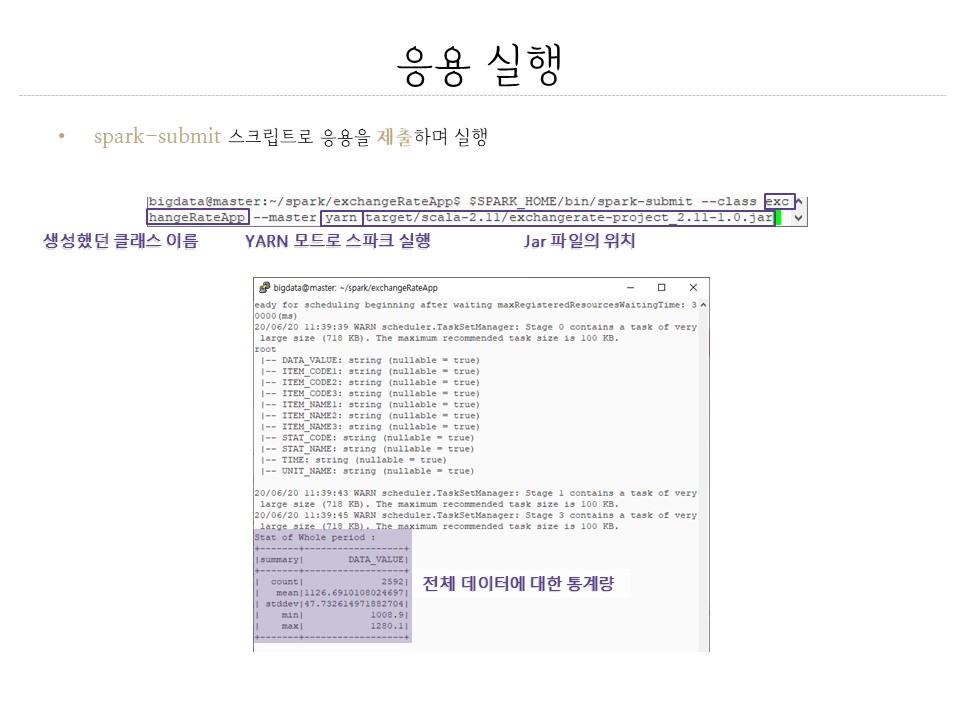 응용 실행
• spark-submit 스크립트로 응용을 제출하며 실행
bigdata@master:~/spark/exchangeRateApp$ $SPARK_HOME/bin/spark-submit --class exc
hangeRateApp --master yarn target/scala-2.11/exchangerate-project_2.11-1.0.jar
생성했던 클래스 이름 YARN 모드로 스파크 실행 Jar 파일의 위치
bigdata@master: ~/spark/exchangeRateApp
eady for scheduling beginning after waiting maxRegisteredResourcesWaitingTime: 3
0000(ms)
20/06/20 11:39:39 WARN scheduler.TaskSetManager: Stage 0 contains a task of very
large size (718 KB). The maximum recommended task size is 100 KB.
root
|-- DATA_VALUE: string (nullable = true)
|-- ITEM_CODE1: string (nullable = true)
|-- ITEM_CODE2: string (nullable = true)
|-- ITEM_CODE3: string (nullable = true)
|-- ITEM_NAME1: string (nullable = true)
|-- ITEM_NAME2: string (nullable = true)
|-- ITEM_NAME3: string (nullable = true)
|-- STAT_CODE: string (nullable = true)
|-- STAT_NAME: string (nullable = true)
|-- TIME: string (nullable = true)
|-- UNIT_NAME: string (nullable = true)
20/06/20 11:39:43 WARN scheduler.TaskSetManager: Stage 1 contains a task of very
large size (718 KB). The maximum recommended task size is 100 KB.
20/06/20 11:39:45 WARN scheduler.TaskSetManager: Stage 3 contains a task of very
large size (718 KB). The maximum recommended task size is 100 KB.
Stat of Whole period :
+-------+------------------+
|summary| DATA_VALUE|
+-------+------------------+
| count| 2592|
| mean|1126.6910108024697|
| stddev|47.732614971882704|
| min| 1008.9|
| max| 1280.1|
+-------+------------------+
전체 데이터에 대한 통계량